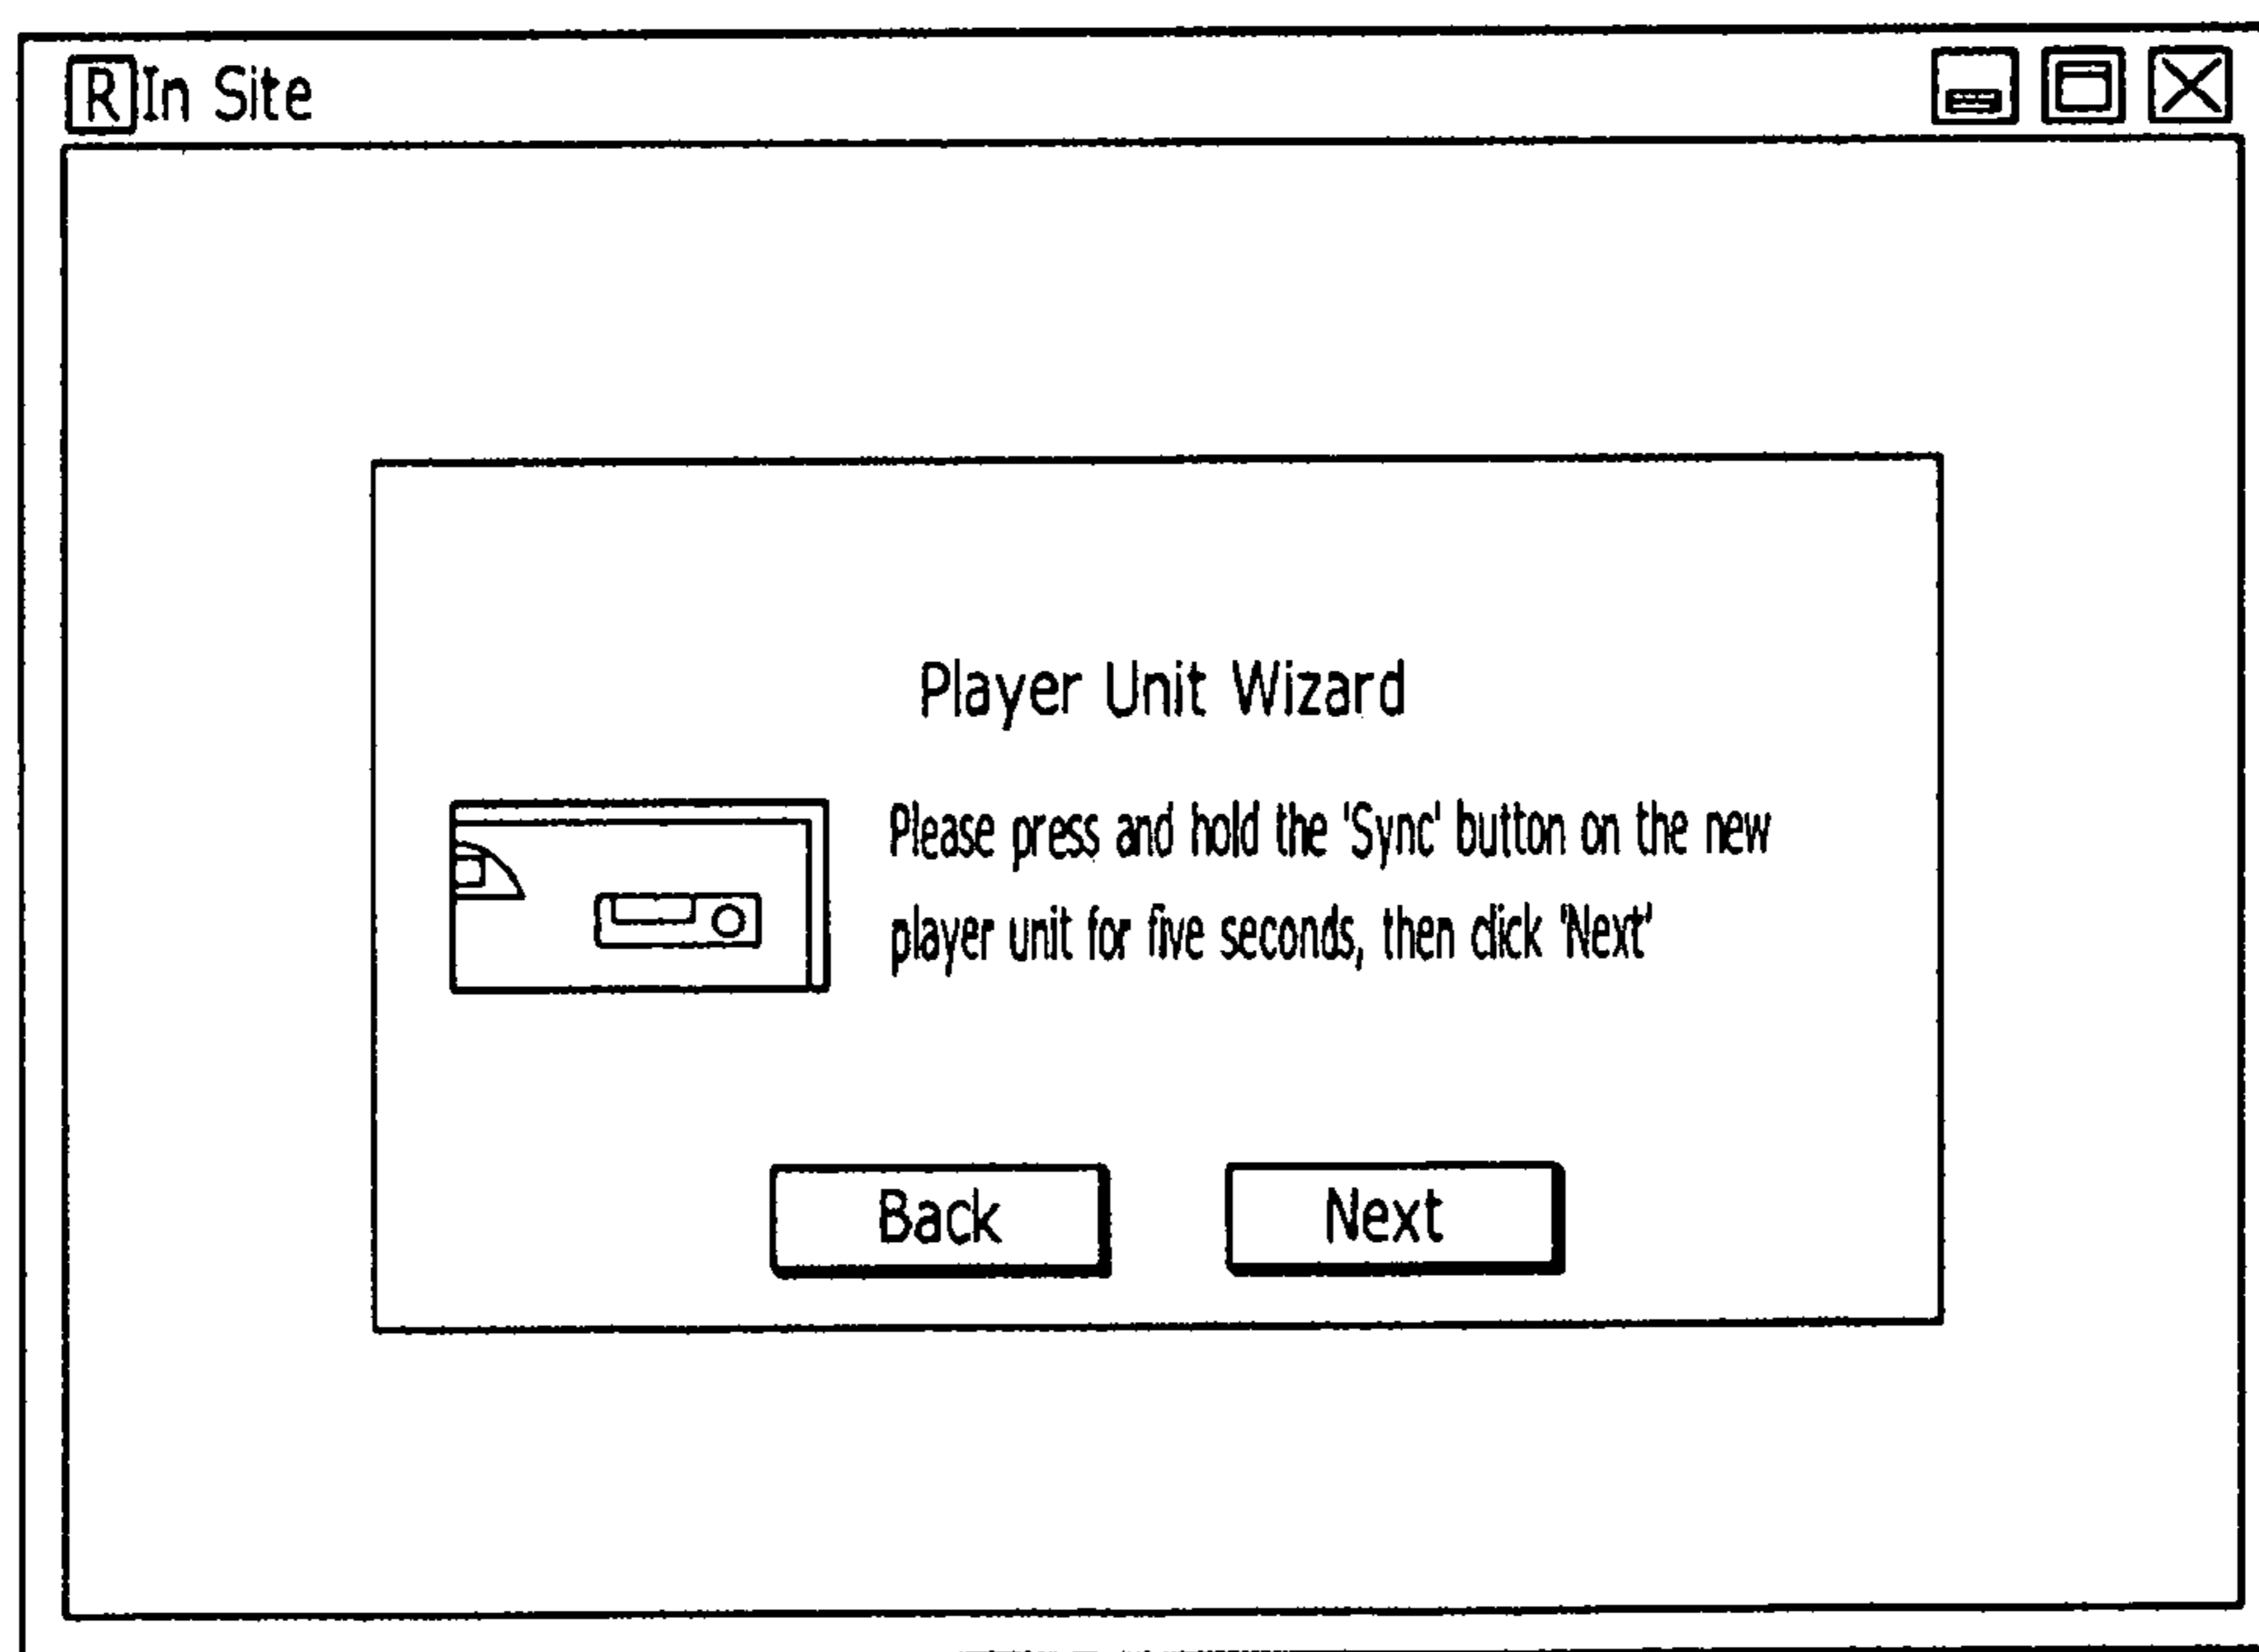 R In Site
Player Unit Wizard
Please press and hold the 'Sync' button on the new
player unit for five seconds, then click 'Next'
Back Next